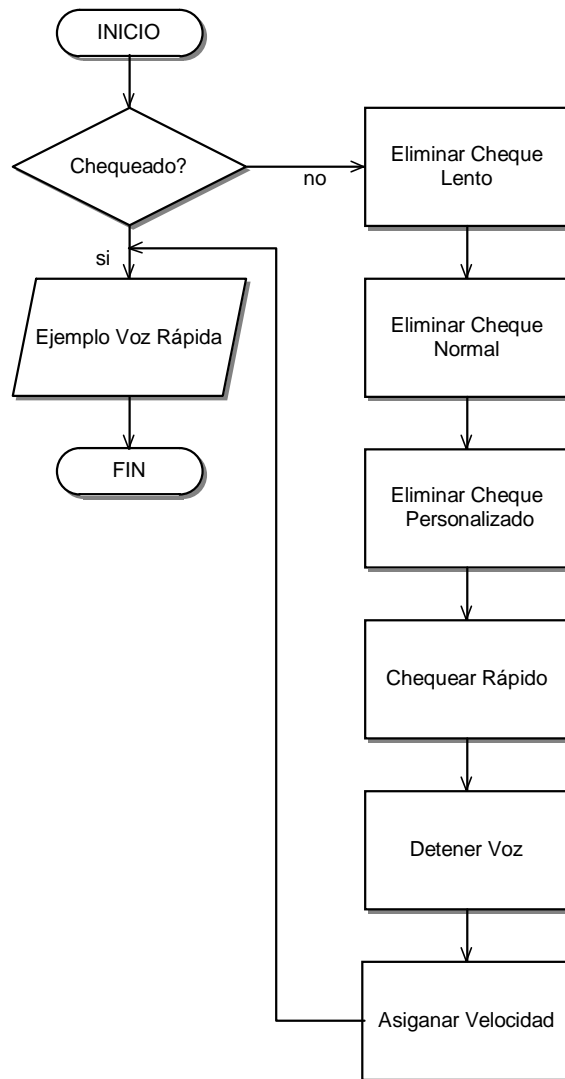 INICIO
Chequeado?
no
si
Ejemplo Voz Rápida
FIN
Eliminar Cheque
Lento
Eliminar Cheque
Normal
Eliminar Cheque
Personalizado
Chequear Rápido
Detener Voz
Asiganar Velocidad